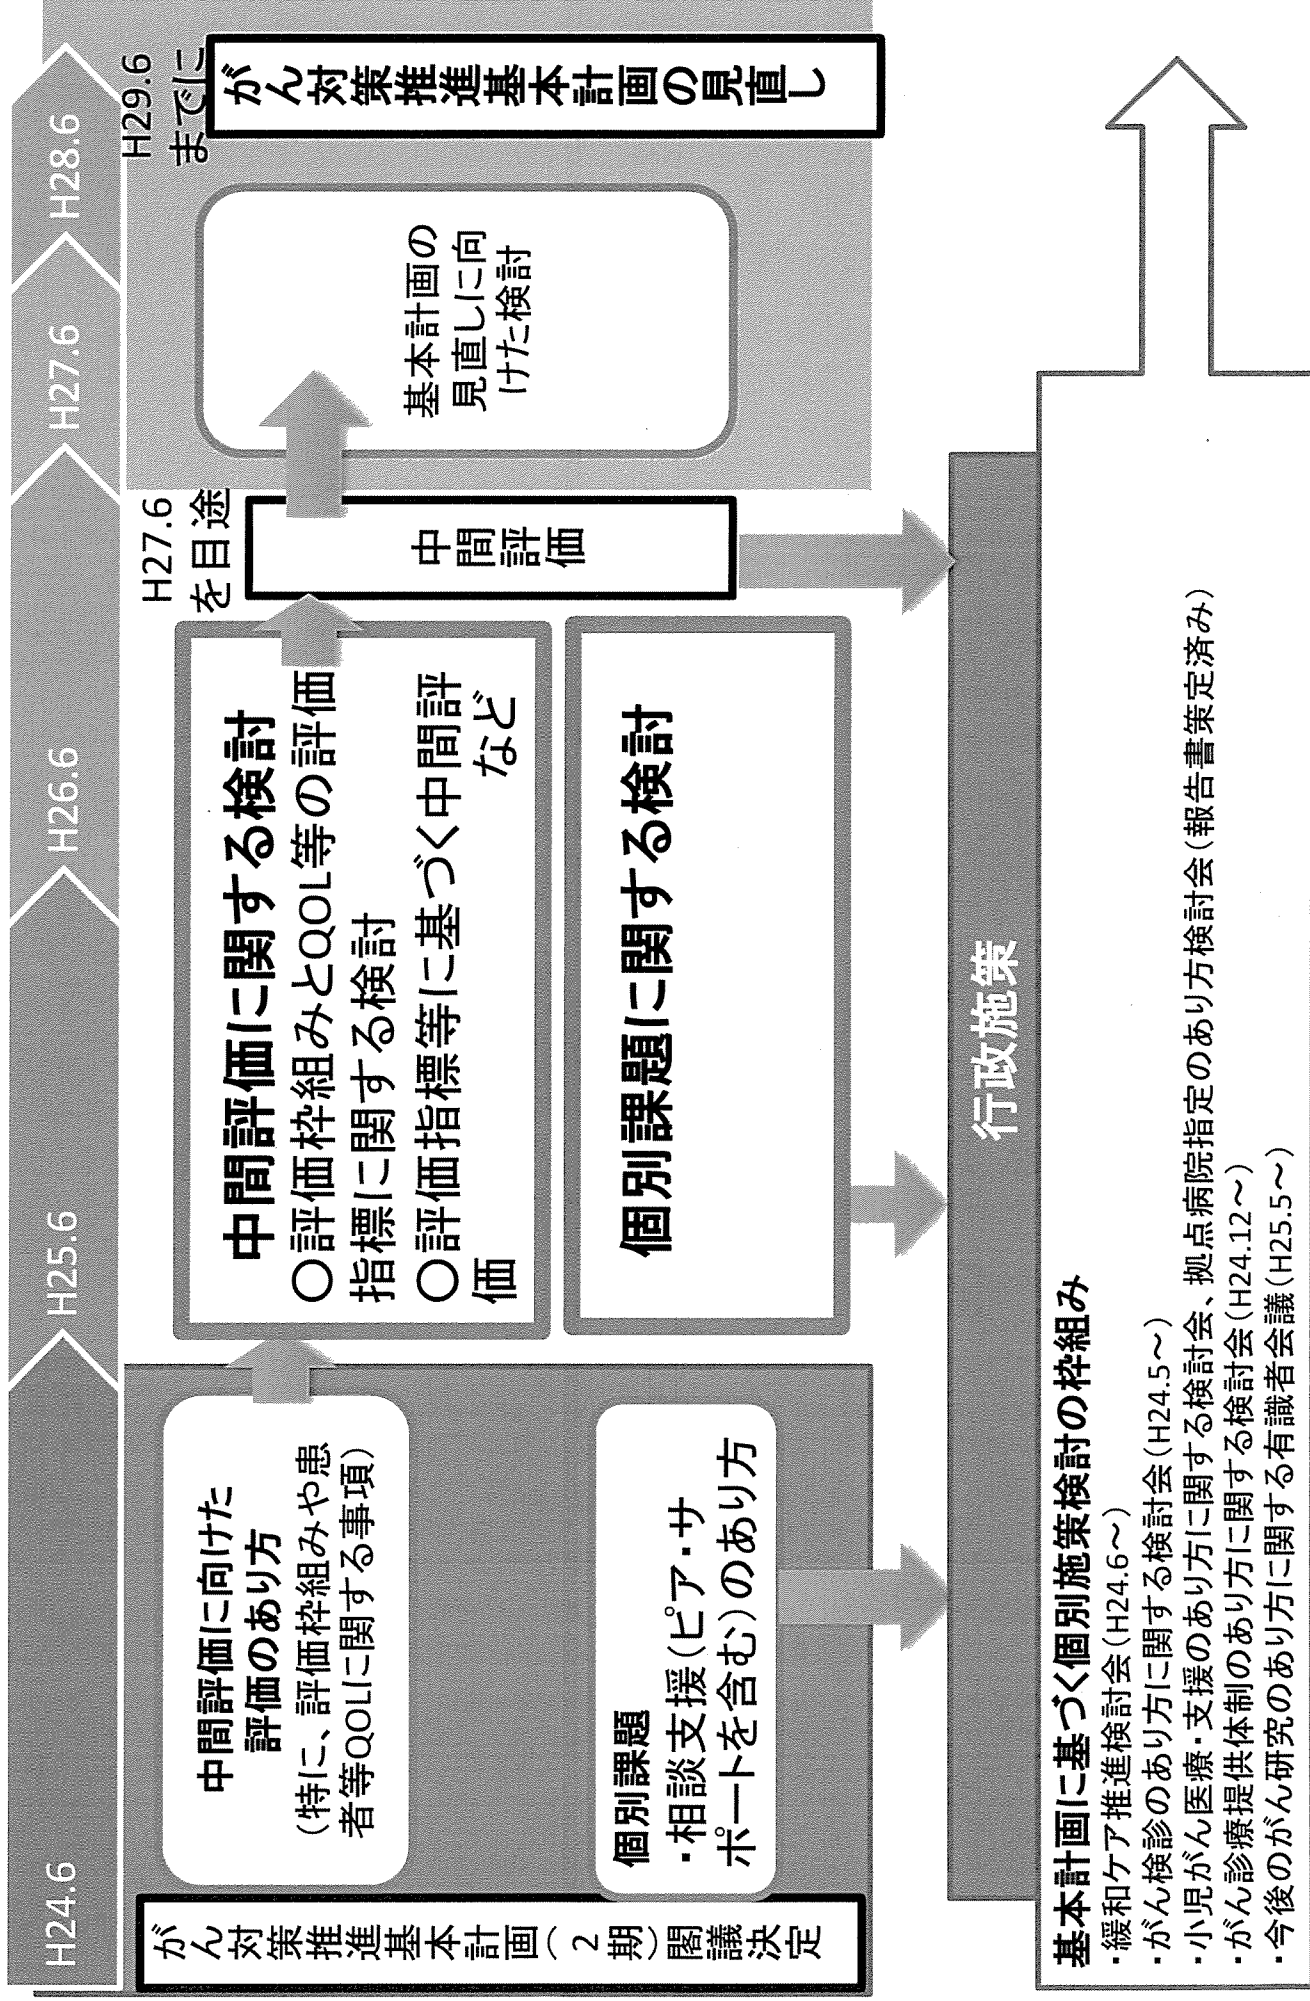 H24.6
H25.6
H26.6
H27.6
H28.6
がん対策推進基本計画(2期)閣議決定
中間評価に向けた
評価のあり方
(特に、評価枠組みや患
者等QOLに関する事項)
個別課題
・相談支援(ピア・サ
ポートを含む)のあり方
中間評価に関する検討
○評価枠組みとQOL等の評価
指標に関する検討
○評価指標等に基づく中間評
価
など
個別課題に関する検討
H27.6
を目途
中間評価
基本計画の
見直しに向
けた検討
H29.6
までに
がん対策推進基本計画の見直し
行政施策
基本計画に基づく個別施策検討の枠組み
・緩和ケア推進検討会(H24.6~)
・がん検診のあり方に関する検討会(H24.5~)
・小児がん医療・支援のあり方に関する検討会、拠点病院指定のあり方検討会(報告書策定済み)
・がん診療提供体制のあり方に関する検討会(H24.12~)
・今後のがん研究のあり方に関する有識者会議(H25.5~)